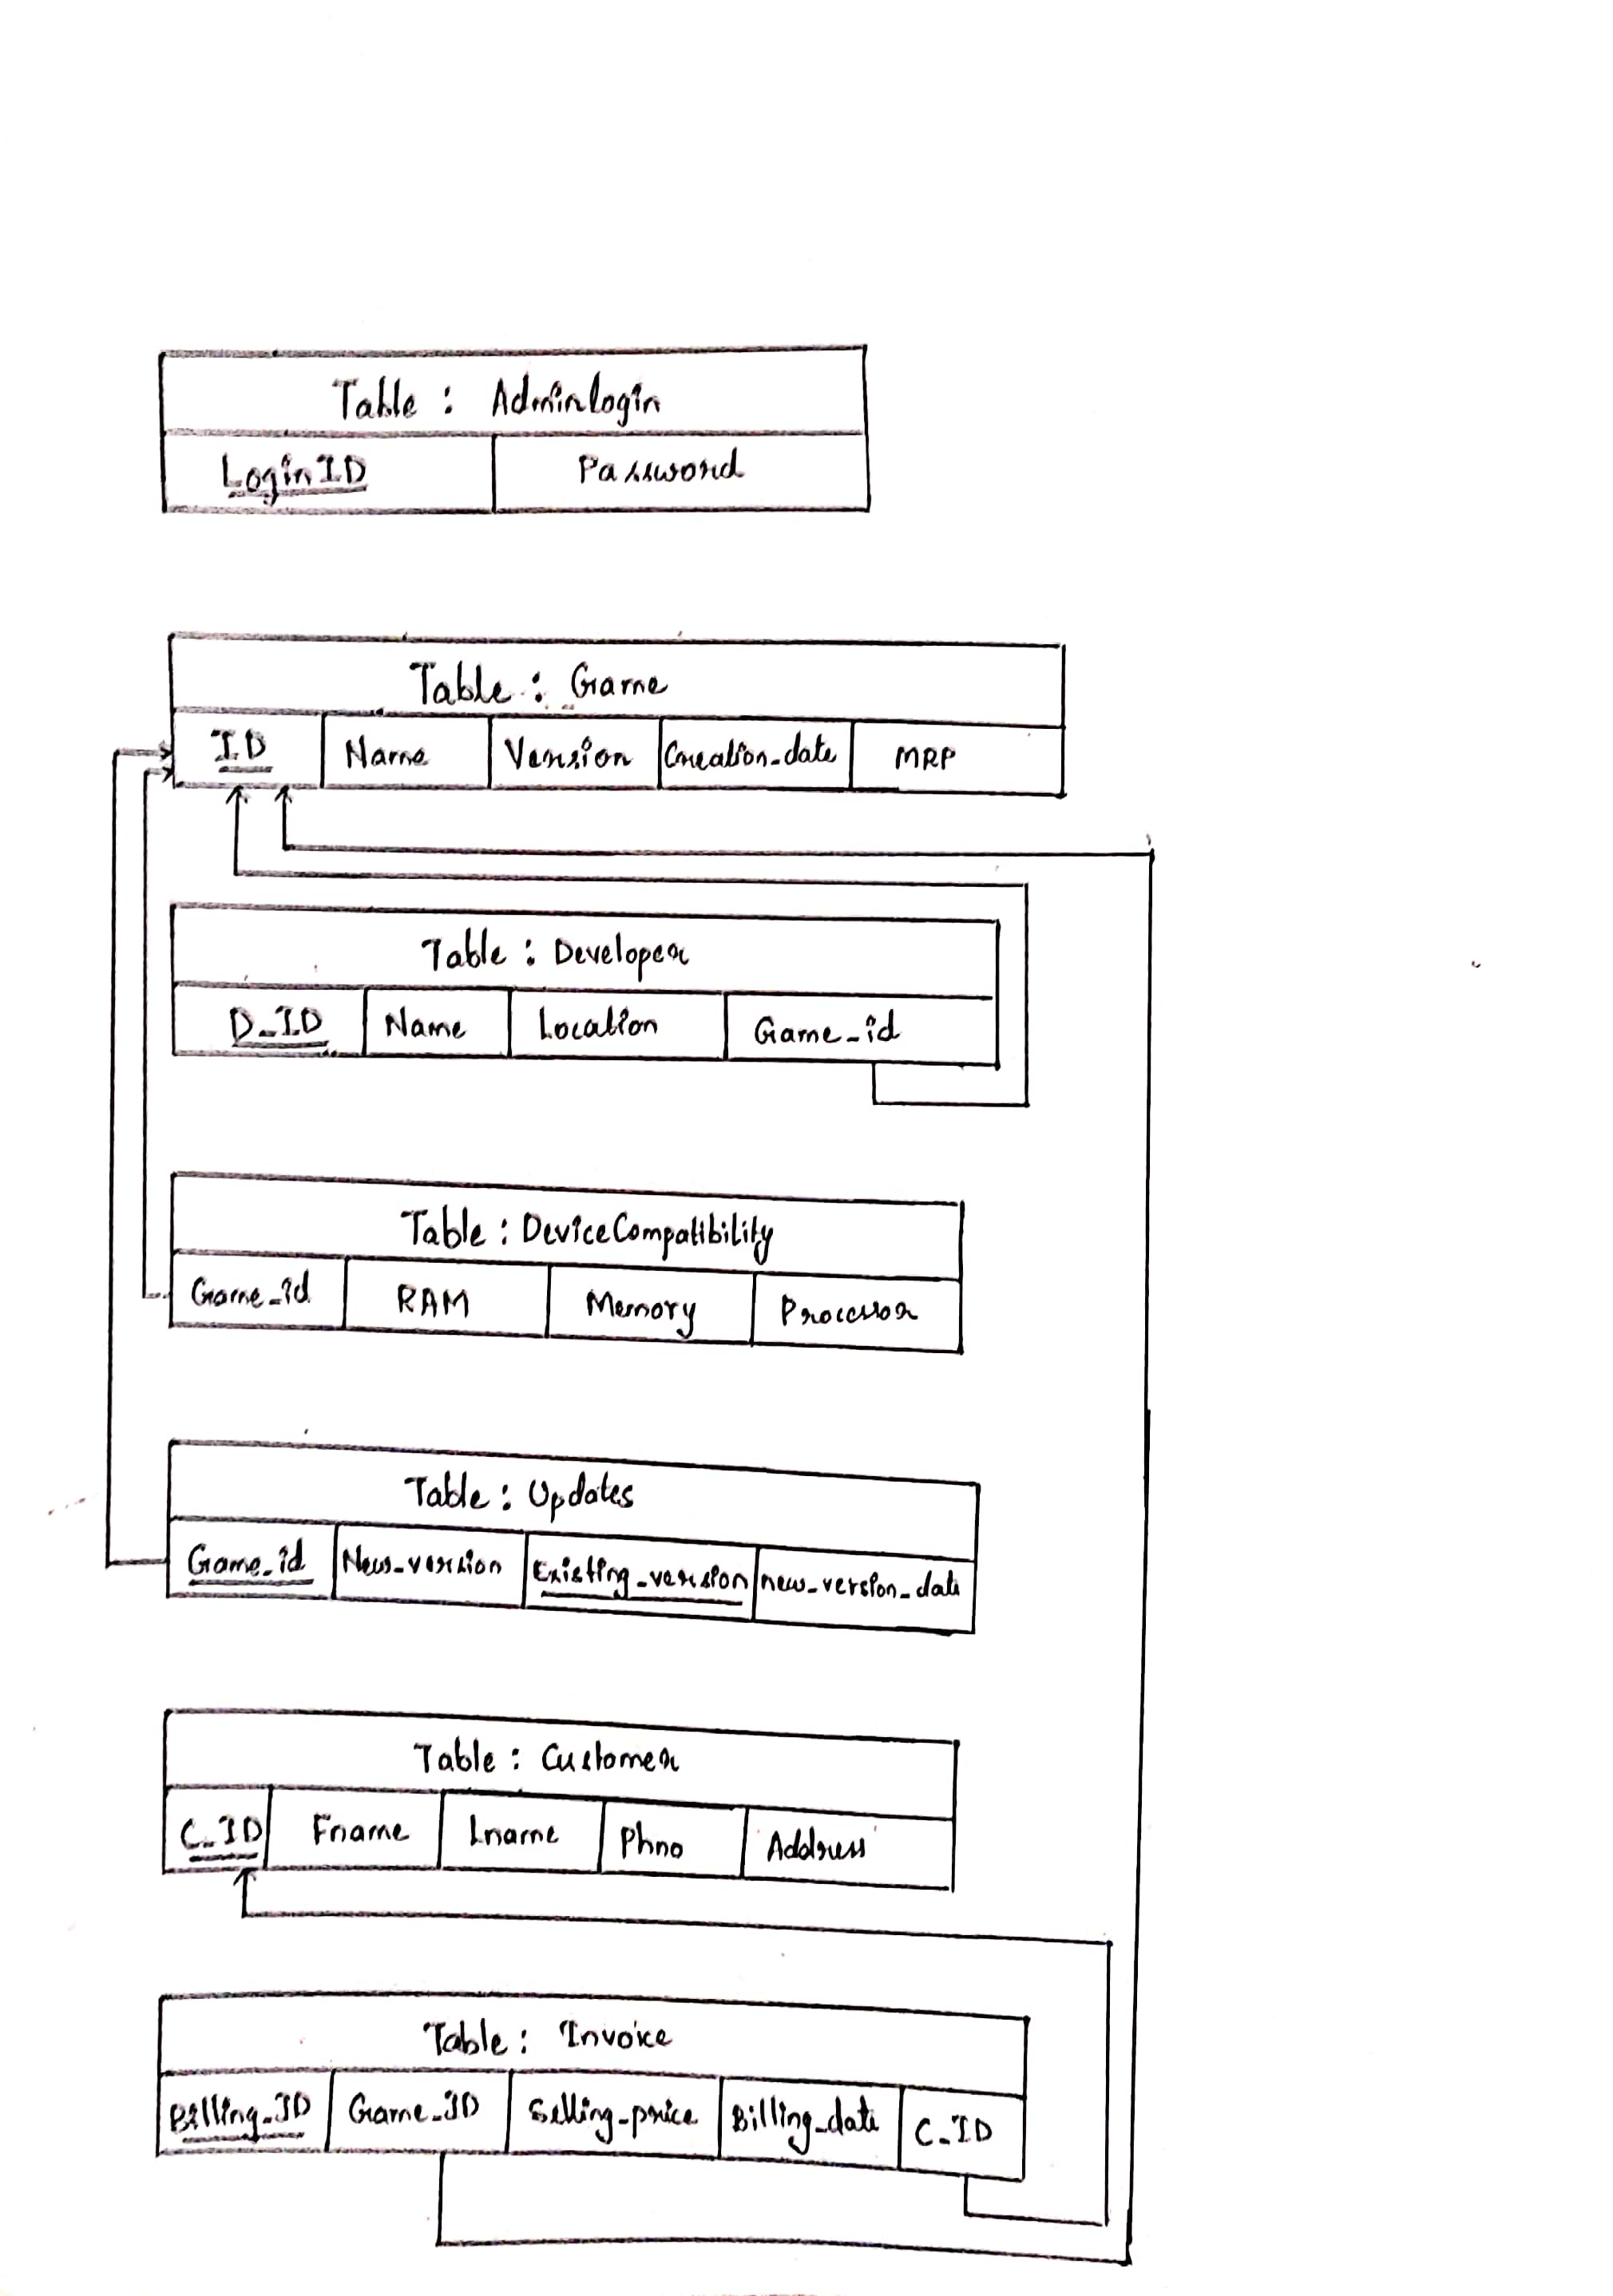 Table : Adminlogin
LoginID Password
Table : Game
ID Name Version Creation_date MRP
Table : Developer
D_ID Name Location Game_id
Table : DeviceCompatibility
Game_id RAM Memory Processor
Table : Updates
Game_id New_version Existing_version new_version_date
Table : Customer
C_ID Fname Lname Phno Address
Table : Invoice
Billing_ID Game_ID Selling_price Billing_date C_ID